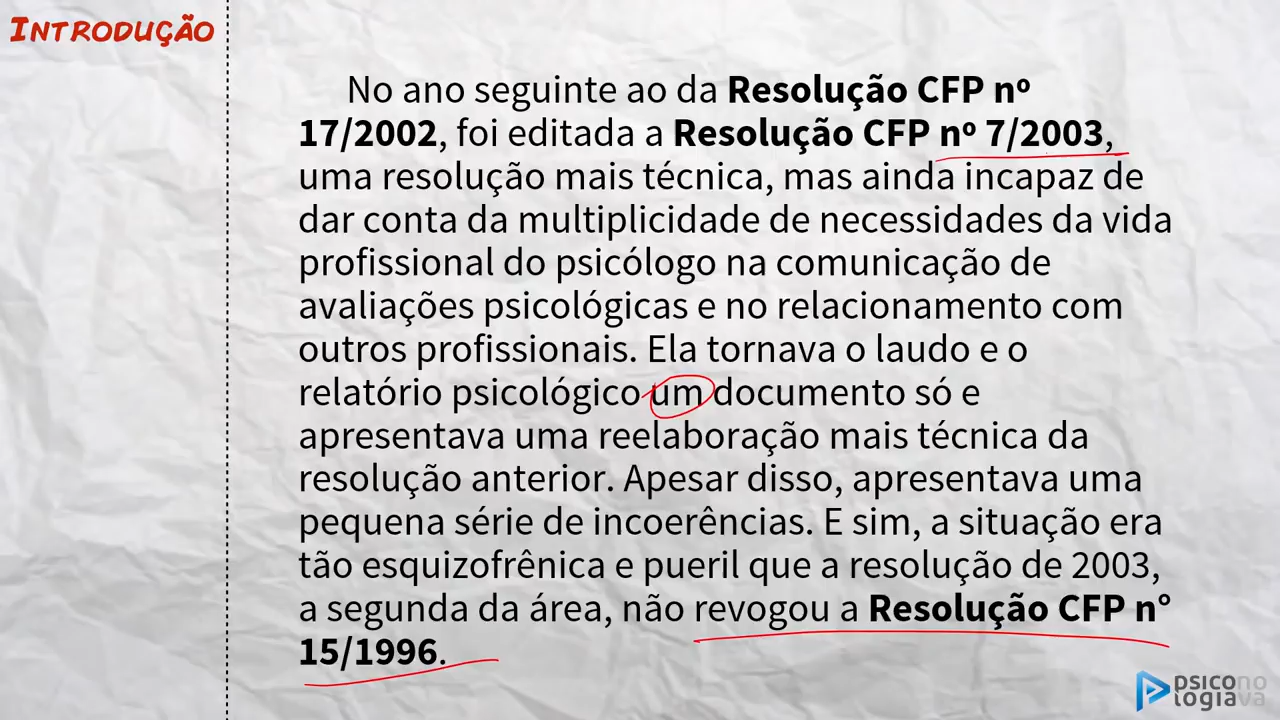 INTRODUÇÃO
No ano seguinte ao da Resolução CFP nº
17/2002, foi editada a Resolução CFP nº 7/2003,
uma resolução mais técnica, mas ainda incapaz de
dar conta da multiplicidade de necessidades da vida
profissional do psicólogo na comunicação de
avaliações psicológicas e no relacionamento com
outros profissionais. Ela tornava o laudo e o
relatório psicológico um documento só e
apresentava uma reelaboração mais técnica da
resolução anterior. Apesar disso, apresentava uma
pequena série de incoerências. E sim, a situação era
tão esquizofrênica e pueril que a resolução de 2003,
a segunda da área, não revogou a Resolução CFP n°
15/1996.
psicono
logiava